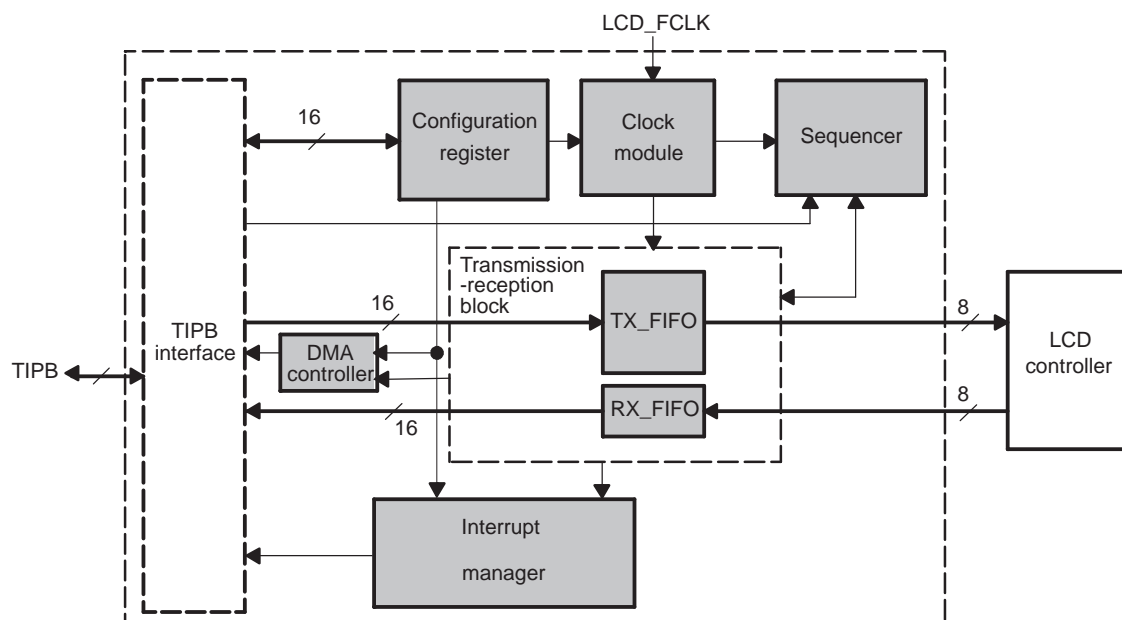 LCD_FCLK
16
Configuration
register
Clock
module
Sequencer
Transmission
-reception
block
16
TX_FIFO
8
TIPB
interface
DMA
controller
LCD
controller
TIPB
16
RX_FIFO
8
Interrupt
manager